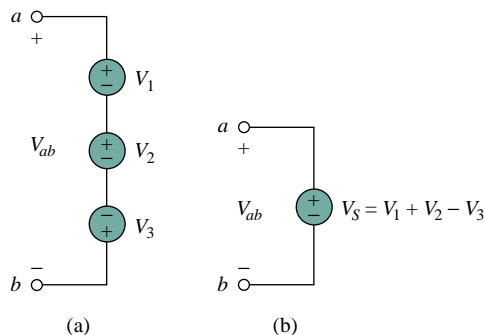 a
+
+
−
V1
Vab
+
−
V2
−
+
V3
−
b
(a)
a
+
Vab
+
−
VS = V1 + V2 − V3
−
b
(b)